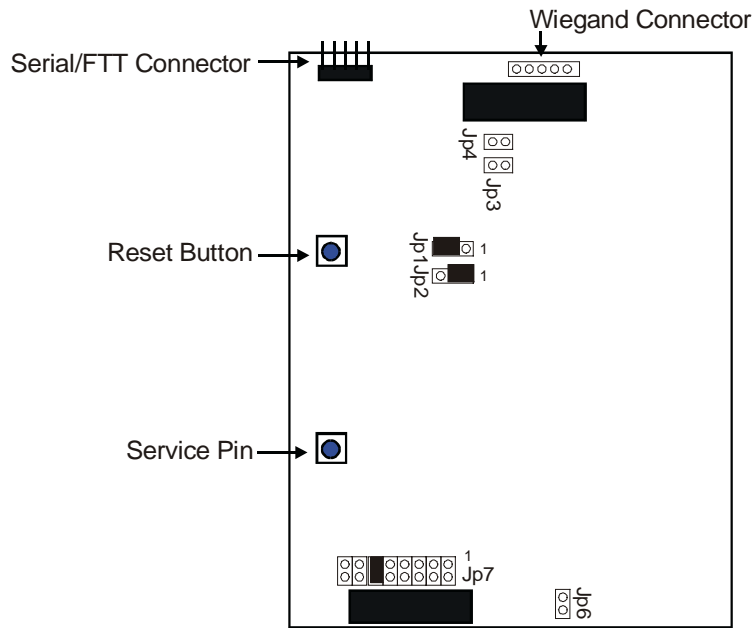 Wiegand Connector
Serial/FTT Connector
Jp4
Jp3
Reset Button
Jp1
1
Jp2
1
Service Pin
1
Jp7
Jp6